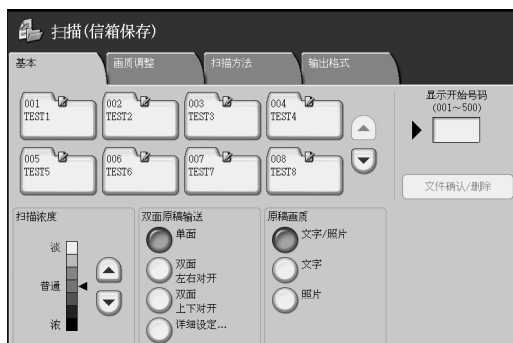 扫描(信箱保存)
基本 画质调整 扫描方法 输出格式
001 002 003 004
TEST1 TEST2 TEST3 TEST4
005 006 007 008
TEST5 TEST6 TEST7 TEST8
显示开始号码
(001～500)
文件确认/删除
扫描浓度
淡
普通
浓
双面原稿输送
单面
双面
左右对开
双面
上下对开
详细设定...
原稿画质
文字/照片
文字
照片